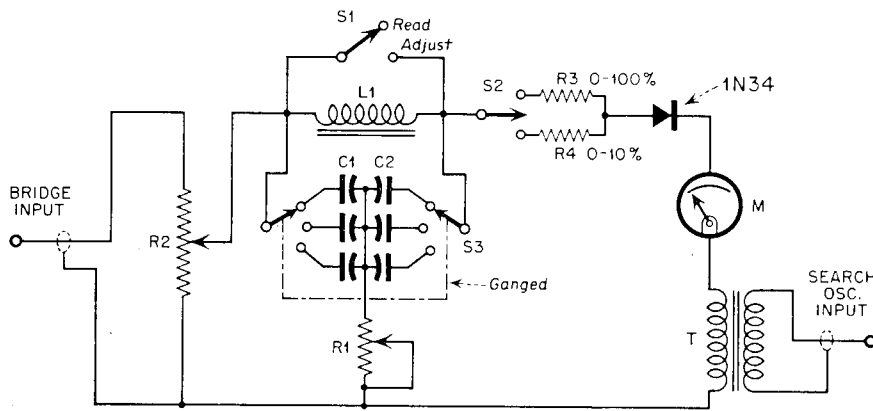 S1
Read
Adjust
L1
S2
R3 0-100%
1N34
R4 0-10%
C1 C2
BRIDGE
INPUT
R2
S3
M
Ganged
SEARCH
OSC.
INPUT
T
R1